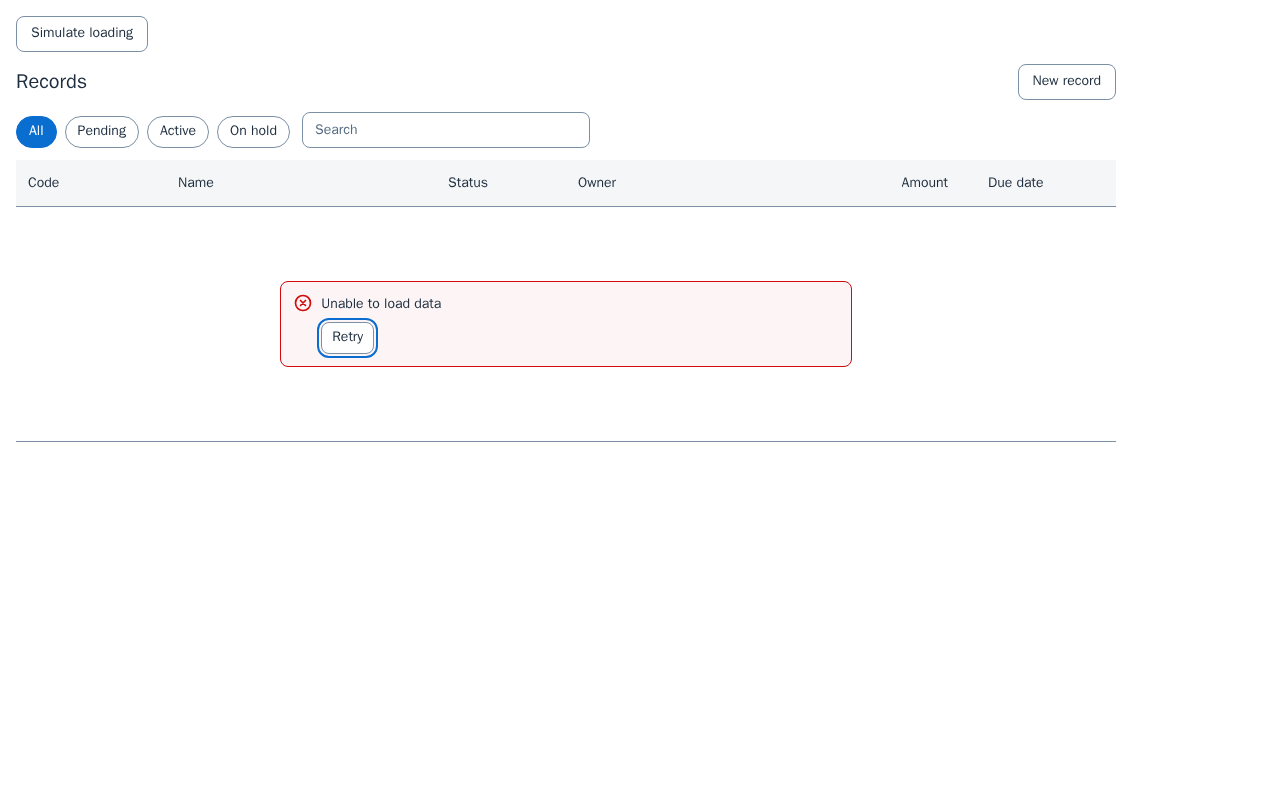 Simulate loading
Records
New record
All Pending Active On hold Search
Code Name Status Owner Amount Due date
Unable to load data
Retry